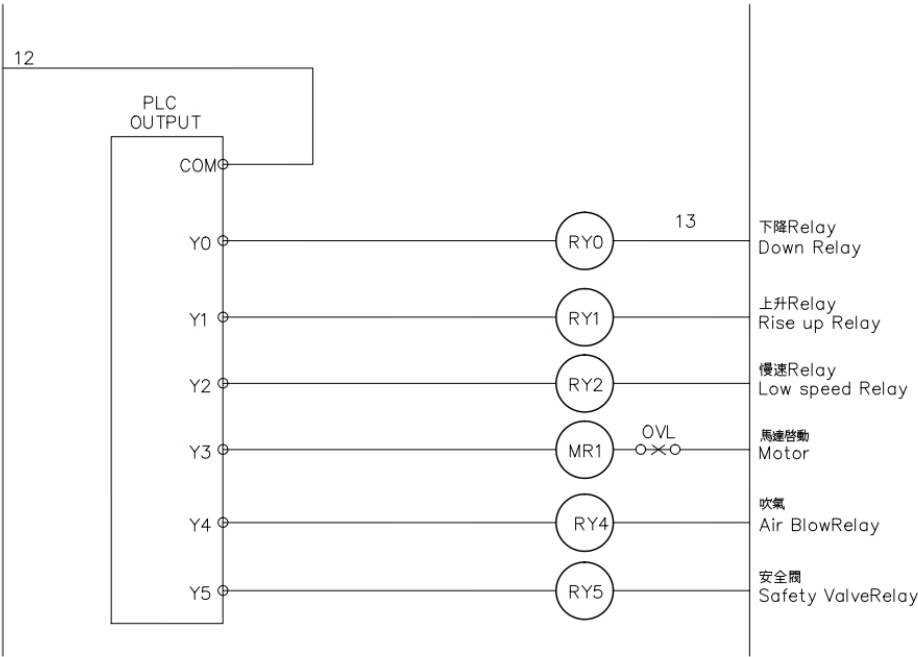 12
PLC
OUTPUT
COM
Y0
RY0
13
下降Relay
Down Relay
Y1
RY1
上升Relay
Rise up Relay
Y2
RY2
慢速Relay
Low speed Relay
Y3
MR1
OVL
馬達啓動
Motor
Y4
RY4
吹氣
Air BlowRelay
Y5
RY5
安全閥
Safety ValveRelay